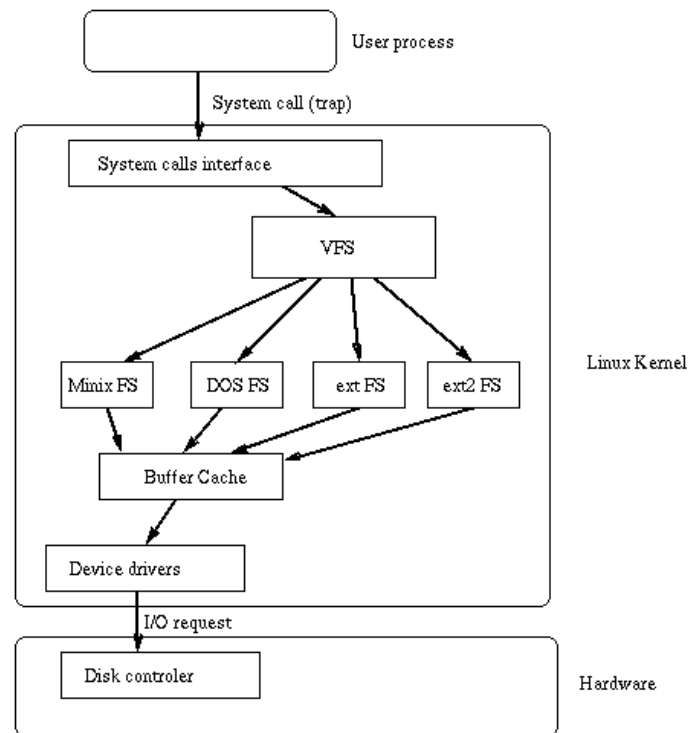 User process
System call (trap)
System calls interface
VFS
Linux Kernel
Minix FS
DOS FS
ext FS
ext2 FS
Buffer Cache
Device drivers
I/O request
Disk controler
Hardware